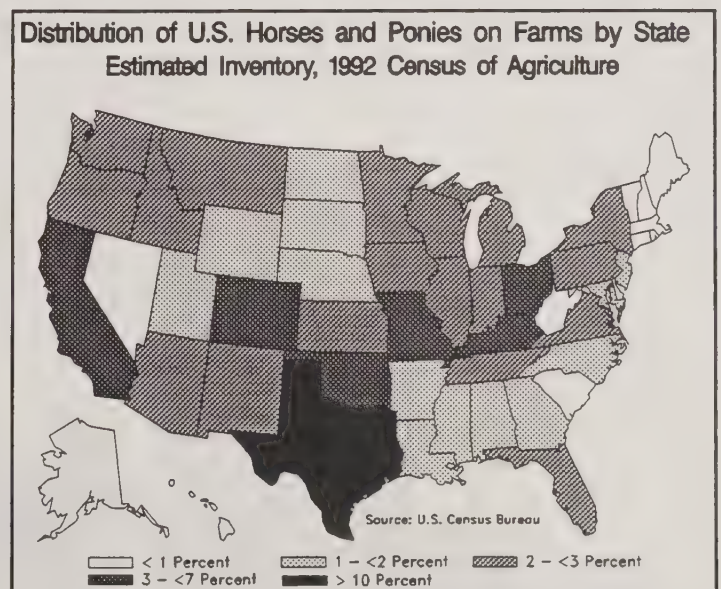 Distribution of U.S. Horses and Ponies on Farms by State
Estimated Inventory, 1992 Census of Agriculture
Source: U.S. Census Bureau
< 1 Percent 1 - <2 Percent 2 - <3 Percent
3 - <7 Percent > 10 Percent